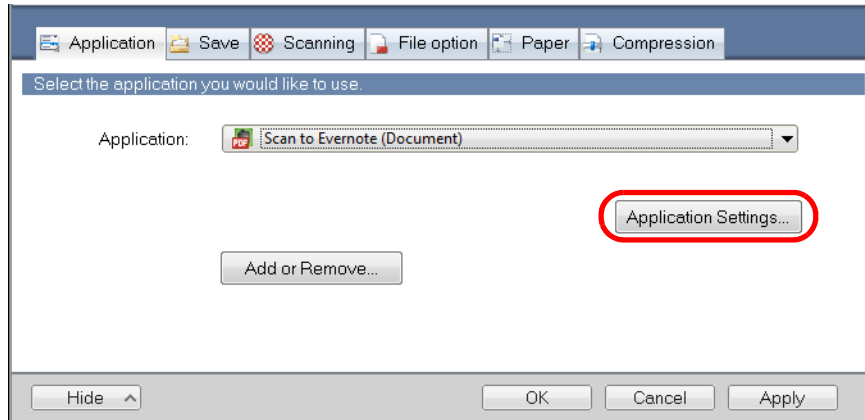 Application Save Scanning File option Paper Compression
Select the application you would like to use.
Application: PDF Scan to Evernote (Document)
Application Settings...
Add or Remove...
Hide OK Cancel Apply